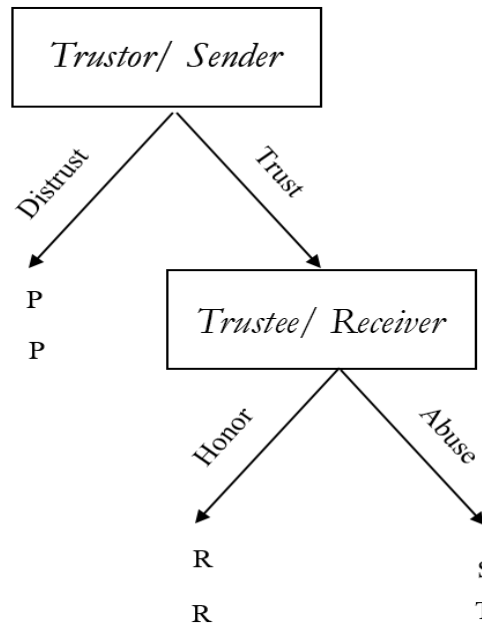 Trustor/ Sender
Distrust
Trust
P
P
Trustee/ Receiver
Honor
Abuse
R
S
R
T